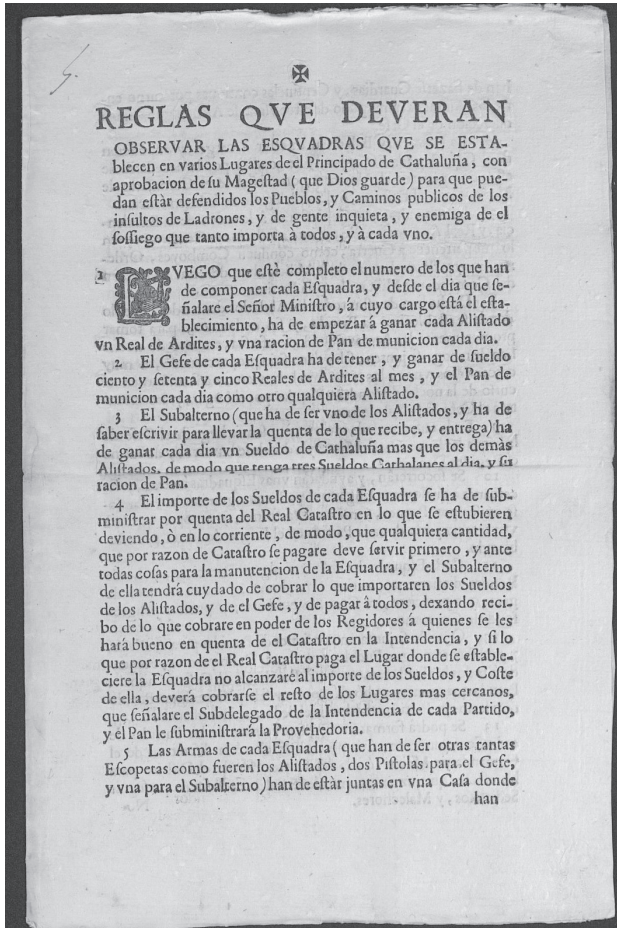 ✠
REGLAS QVE DEVERAN
OBSERVAR LAS ESQVADRAS QVE SE ESTA-
blecen en varios Lugares de el Principado de Cathaluña, con
aprobacion de ſu Mageſtad ( que Dios guarde ) para que pue-
dan eſtàr defendidos los Pueblos, y Caminos publicos de los
inſultos de Ladrones, y de gente inquieta, y enemiga de el
ſoſſiego que tanto importa à todos, y à cada vno.
1 LVEGO que eſtè completo el numero de los que han
de componer cada Eſquadra, y deſde el dia que ſe-
ñalare el Señor Miniſtro, á cuyo cargo eſtá el eſta-
blecimiento, ha de empezar á ganar cada Aliſtado
vn Real de Ardites, y vna racion de Pan de municion cada dia.
2 El Gefe de cada Eſquadra ha de tener, y ganar de ſueldo
ciento y ſetenta y cinco Reales de Ardites al mes, y el Pan de
municion cada dia como otro qualquiera Aliſtado.
3 El Subalterno (que ha de ſer vno de los Aliſtados, y ha de
ſaber eſcrivir para llevar la quenta de lo que recibe, y entrega) ha
de ganar cada dia vn Sueldo de Cathaluña mas que los demàs
Aliſtados, de modo que tenga tres Sueldos Cathalanes al dia, y ſu
racion de Pan.
4 El importe de los Sueldos de cada Eſquadra ſe ha de ſub-
miniſtrar por quenta del Real Cataſtro en lo que ſe eſtubieren
deviendo, ò en lo corriente, de modo, que qualquiera cantidad,
que por razon de Cataſtro ſe pagare deve ſervir primero, y ante
todas coſas para la manutencion de la Eſquadra, y el Subalterno
de ella tendrá cuydado de cobrar lo que importaren los Sueldos
de los Aliſtados, y de el Gefe, y de pagar â todos, dexando reci-
bo de lo que cobrare en poder de los Regidores á quienes ſe les
hará bueno en quenta de el Cataſtro en la Intendencia, y ſi lo
que por razon de el Real Cataſtro paga el Lugar donde ſe eſtable-
ciere la Eſquadra no alcanzaré al importe de los Sueldos, y Coſte
de ella, deverá cobrarſe el reſto de los Lugares mas cercanos,
que ſeñalare el Subdelegado de la Intendencia de cada Partido,
y el Pan le ſubminiſtrará la Provehedoria.
5 Las Armas de cada Eſquadra ( que han de ſer otras tantas
Eſcopetas como fueren los Aliſtados, dos Piſtolas para el Gefe,
y vna para el Subalterno) han de eſtàr juntas en vna Caſa donde
han